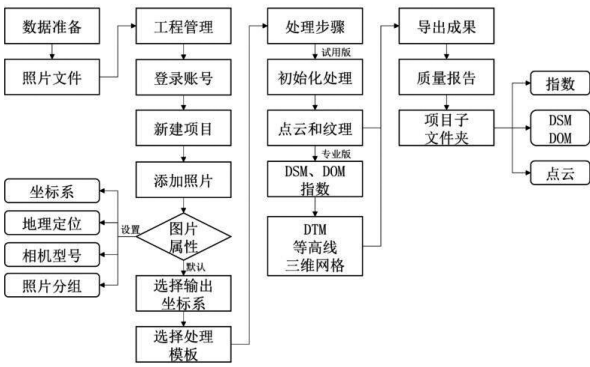 数据准备
照片文件
工程管理
登录账号
新建项目
添加照片
图片
属性
设置
坐标系
地理定位
相机型号
照片分组
默认
选择输出
坐标系
选择处理
模板
处理步骤
试用版
初始化处理
点云和纹理
专业版
DSM、DOM
指数
DTM
等高线
三维网格
导出成果
质量报告
项目子
文件夹
指数
DSM
DOM
点云